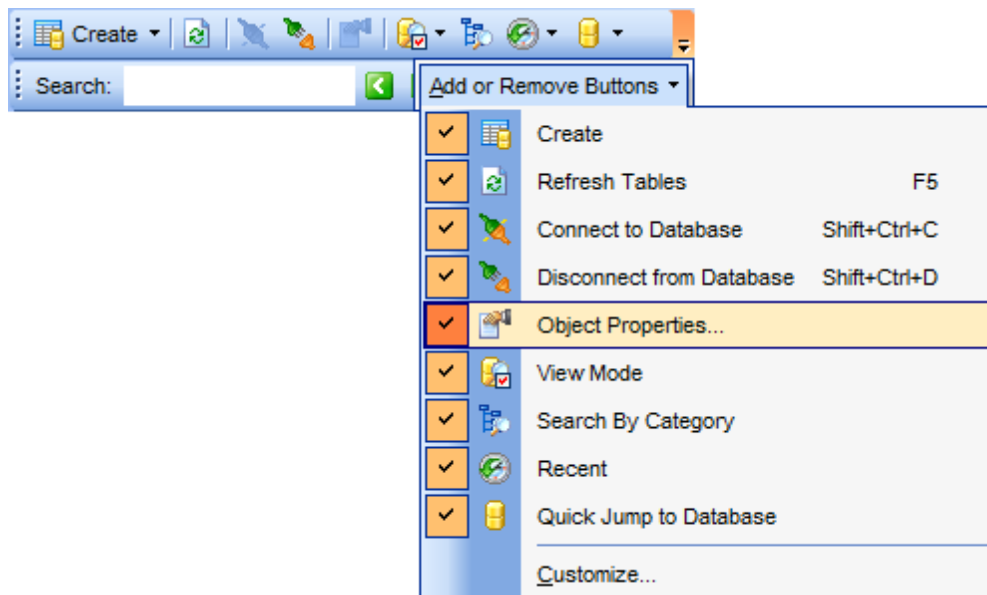 Create
Search:
Add or Remove Buttons
Create
Refresh Tables F5
Connect to Database Shift+Ctrl+C
Disconnect from Database Shift+Ctrl+D
Object Properties...
View Mode
Search By Category
Recent
Quick Jump to Database
Customize...